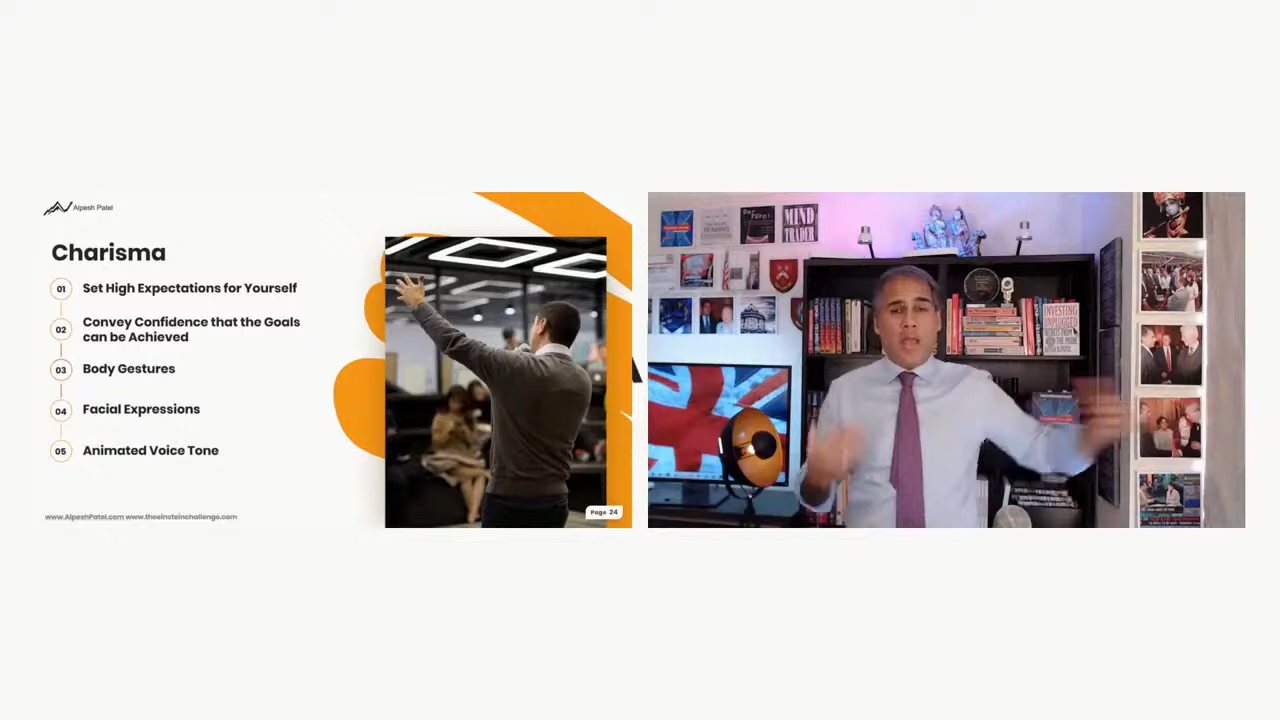 Alpesh Patel
Charisma
01 Set High Expectations for Yourself
02 Convey Confidence that the Goals
can be Achieved
03 Body Gestures
04 Facial Expressions
05 Animated Voice Tone
www.AlpeshPatel.com www.theeinsteinchallenge.com
Page 24
MIND
TRADER
INVESTING
UNPLUGGED